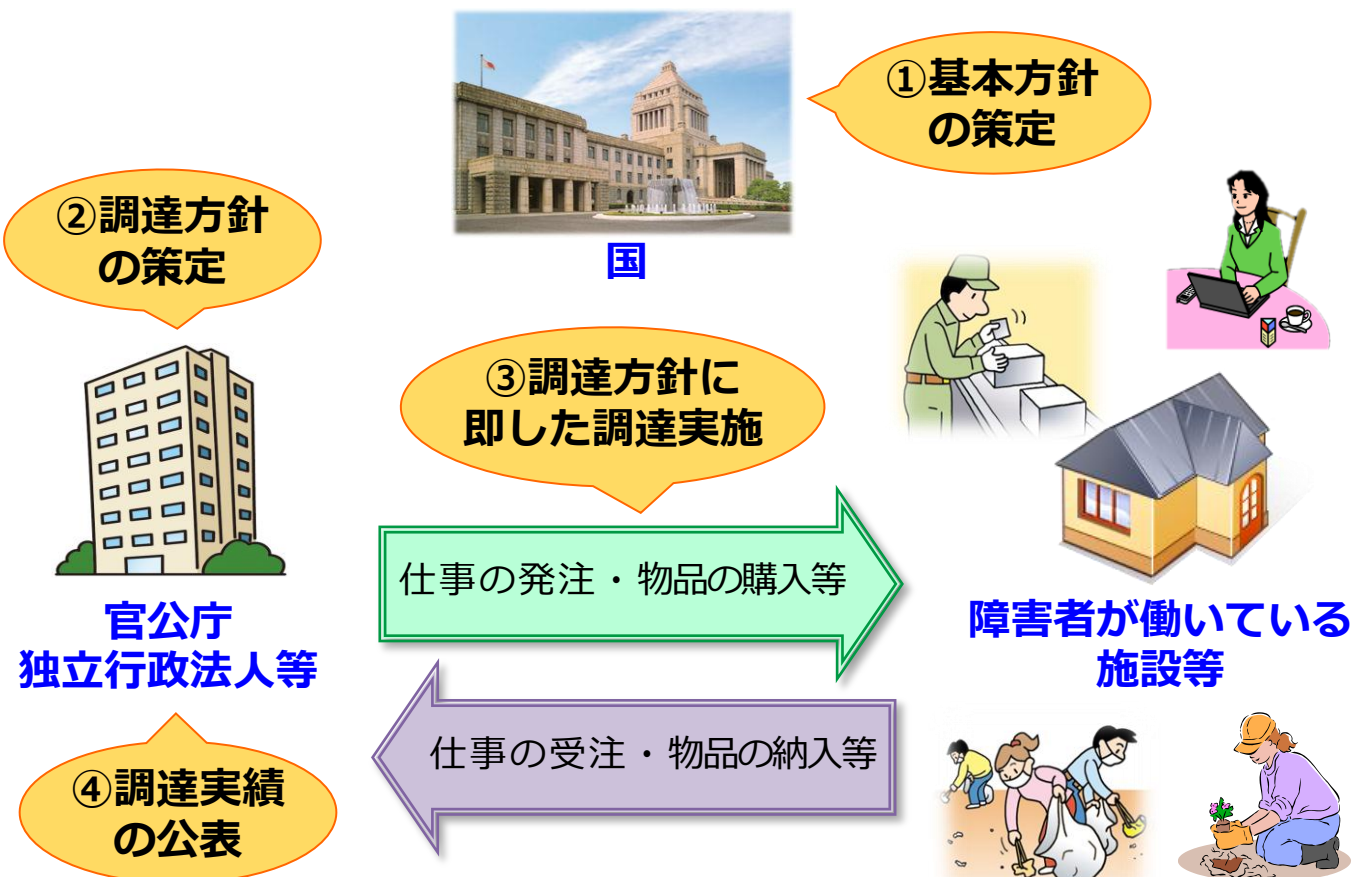 ①基本方針
の策定
国
②調達方針
の策定
③調達方針に
即した調達実施
仕事の発注・物品の購入等
官公庁
独立行政法人等
障害者が働いている
施設等
仕事の受注・物品の納入等
④調達実績
の公表